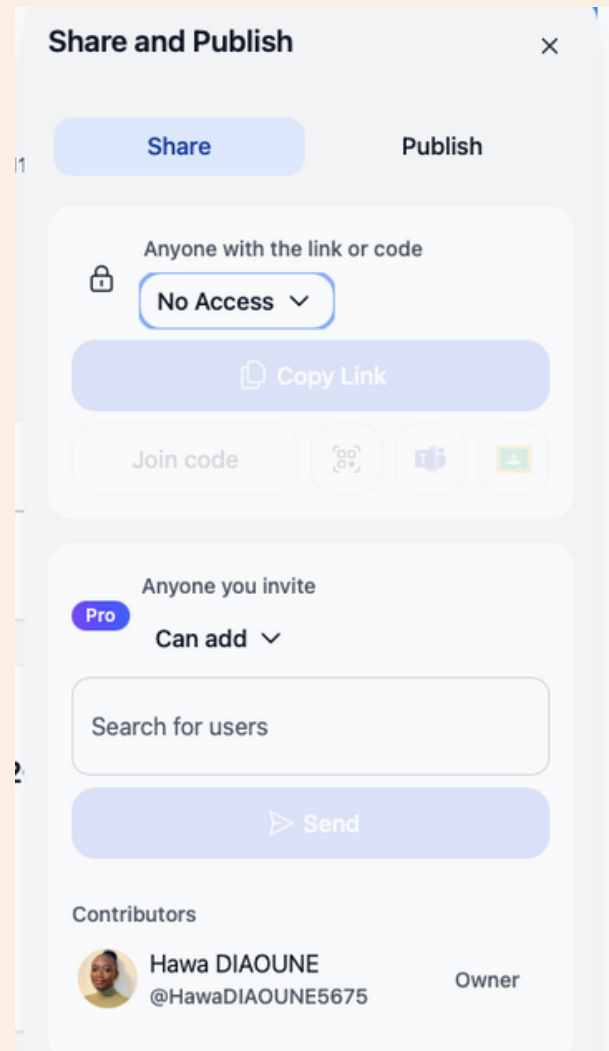 Share and Publish
Share Publish
Anyone with the link or code
No Access
Copy Link
Join code
Anyone you invite
Pro
Can add
Search for users
Send
Contributors
Hawa DIAOUNE
@HawaDIAOUNE5675
Owner